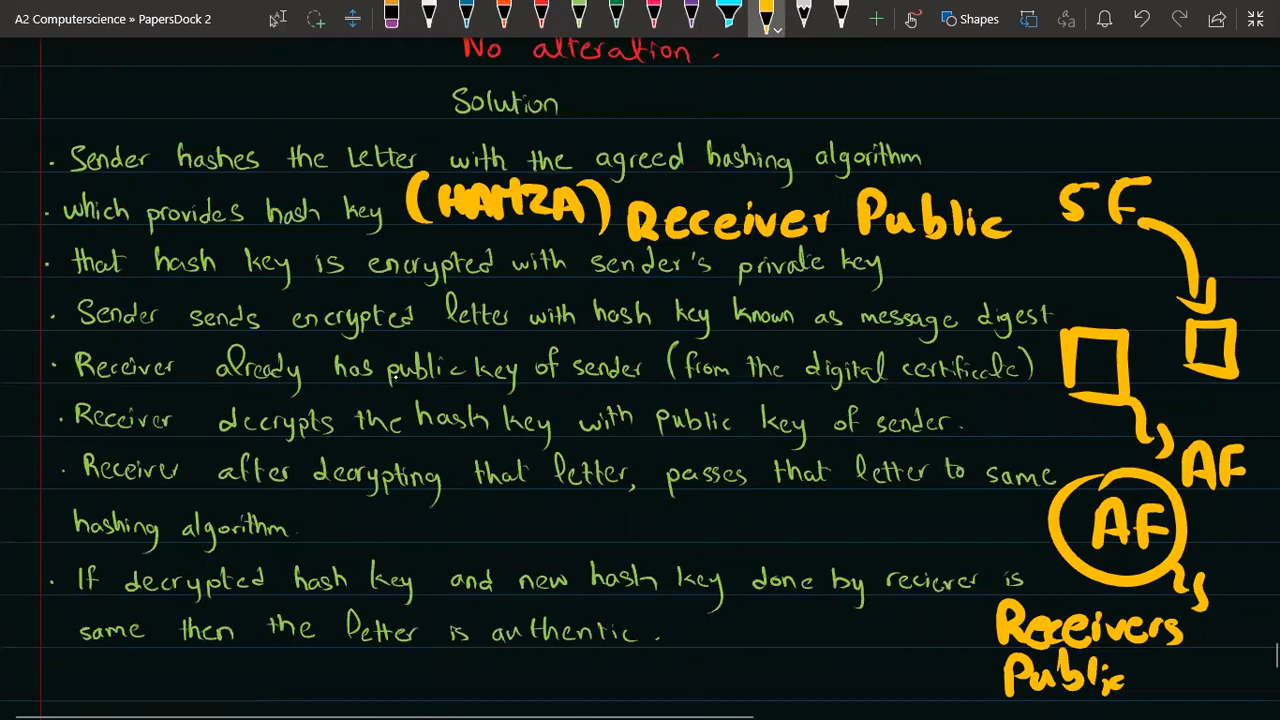 A2 Computerscience » PapersDock 2
Shapes
No alteration .
Solution
. Sender hashes the Letter with the agreed hashing algorithm
. which provides hash key (HAMZA) Receiver Public
5F
. that hash key is encrypted with sender's private key
. Sender sends encrypted letter with hash key known as message digest
. Receiver already has public key of sender (from the digital certificate)
. Receiver decrypts the hash key with public key of sender.
. Receiver after decrypting that letter, passes that letter to same
AF
hashing algorithm.
AF
. If decrypted hash key and new hash key done by reciever is
same then the letter is authentic.
Receivers
Public